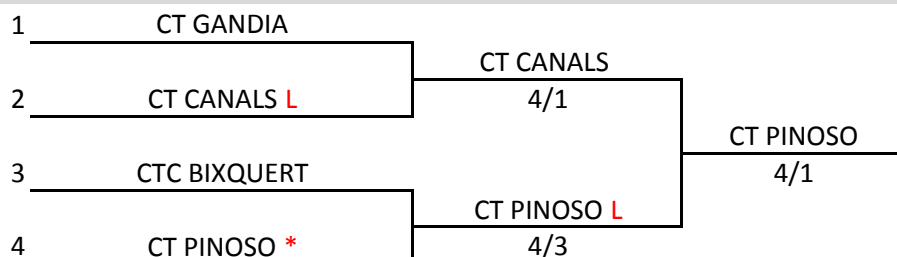 1 CT GANDIA
CT CANALS
2 CT CANALS L
4/1
CT PINOSO
3 CTC BIXQUERT
4/1
CT PINOSO L
4 CT PINOSO *
4/3